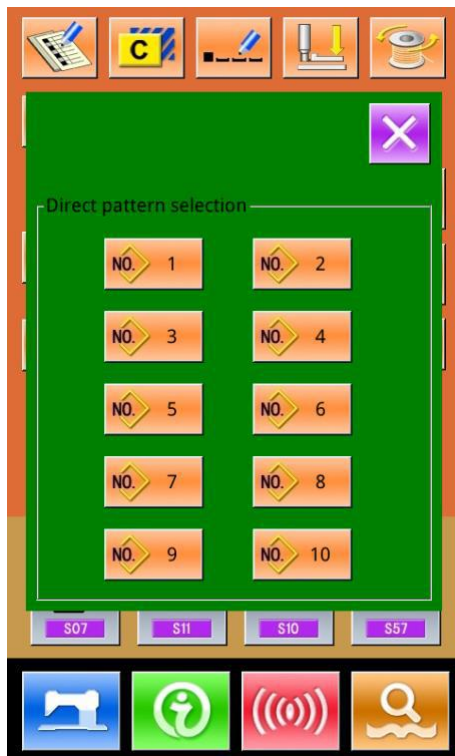 C
Direct pattern selection
NO. 1 NO. 2
NO. 3 NO. 4
NO. 5 NO. 6
NO. 7 NO. 8
NO. 9 NO. 10
S07 S11 S10 S57